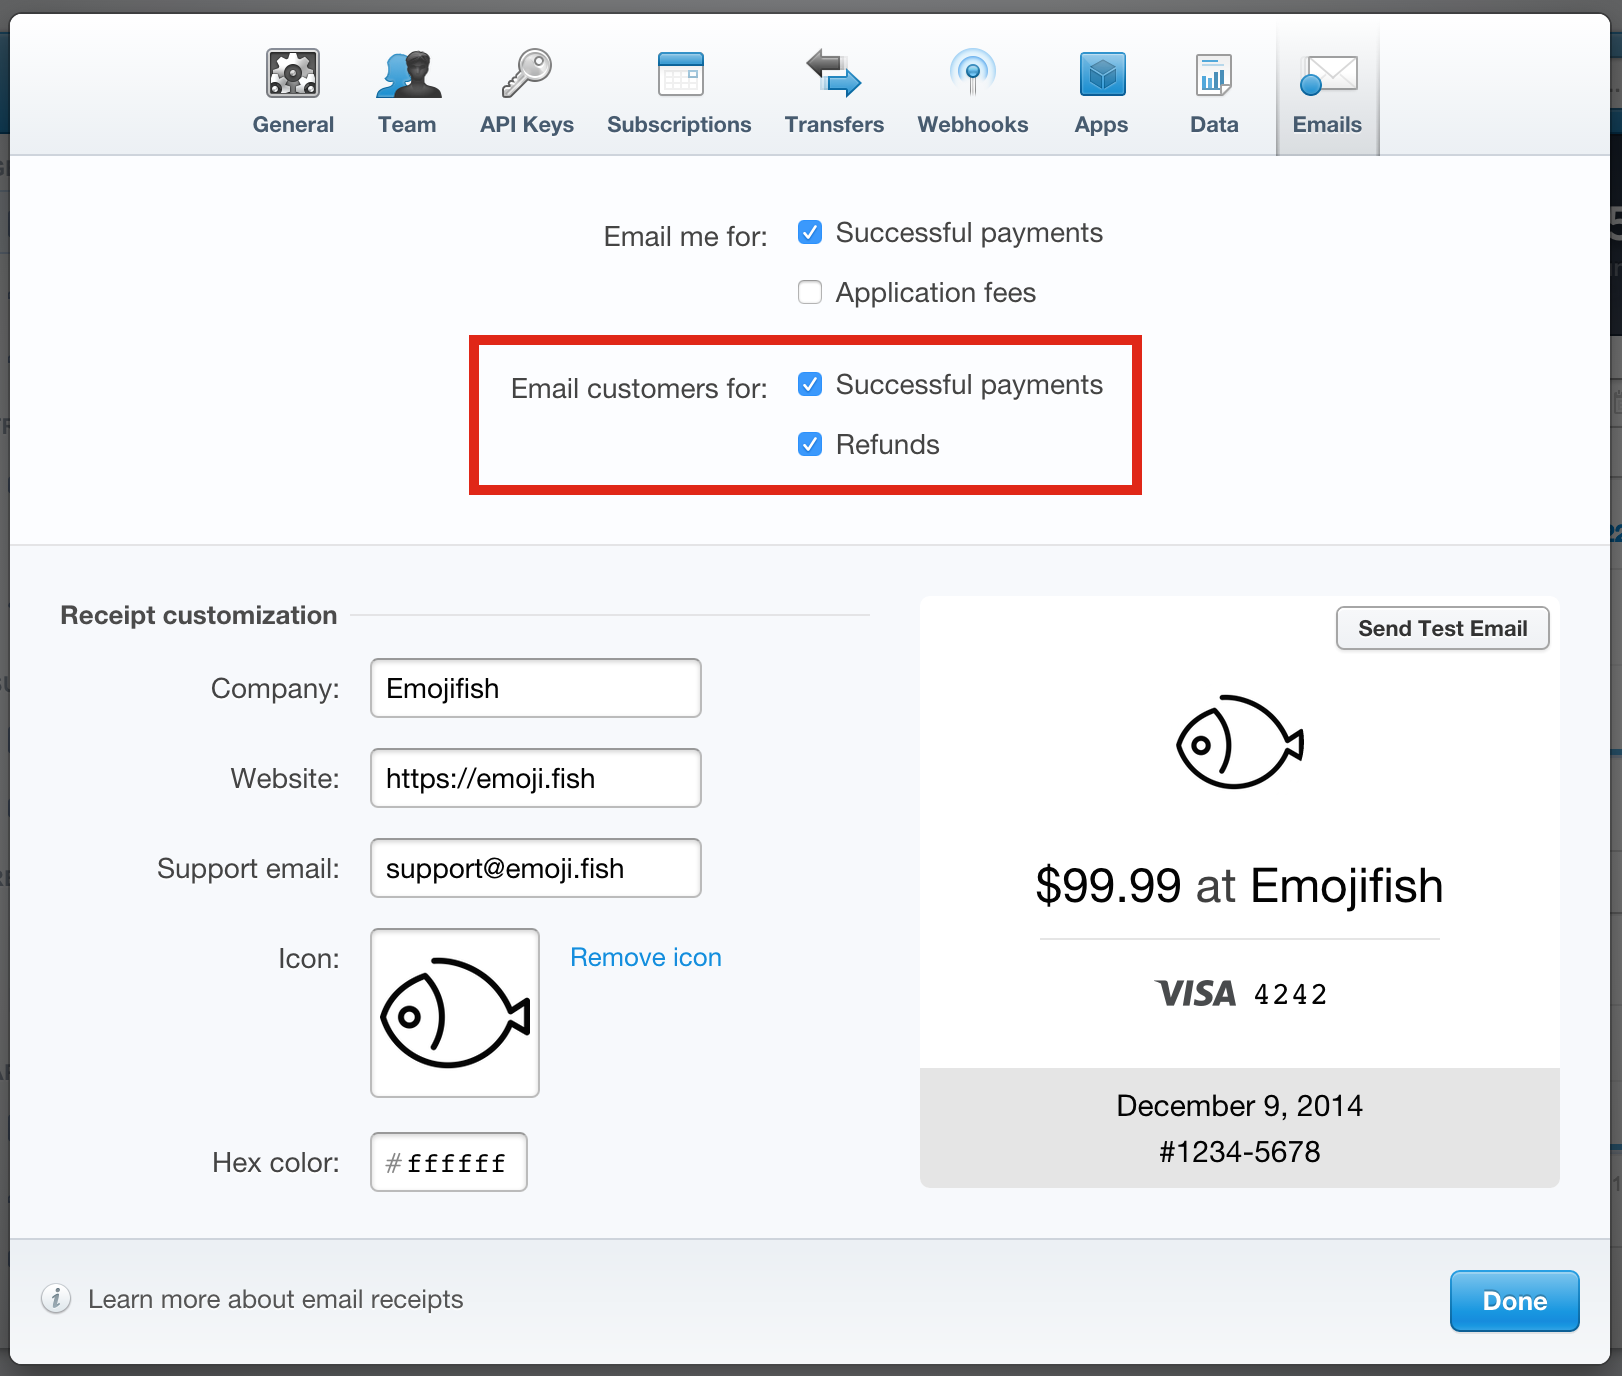 General Team API Keys Subscriptions Transfers Webhooks Apps Data Emails
Email me for: Successful payments
Application fees
Email customers for: Successful payments
Refunds
Receipt customization
Send Test Email
Company: Emojifish
Website: https://emoji.fish
Support email: support@emoji.fish
Icon: Remove icon
Hex color: #ffffff
$99.99 at Emojifish
VISA 4242
December 9, 2014
#1234-5678
Learn more about email receipts
Done